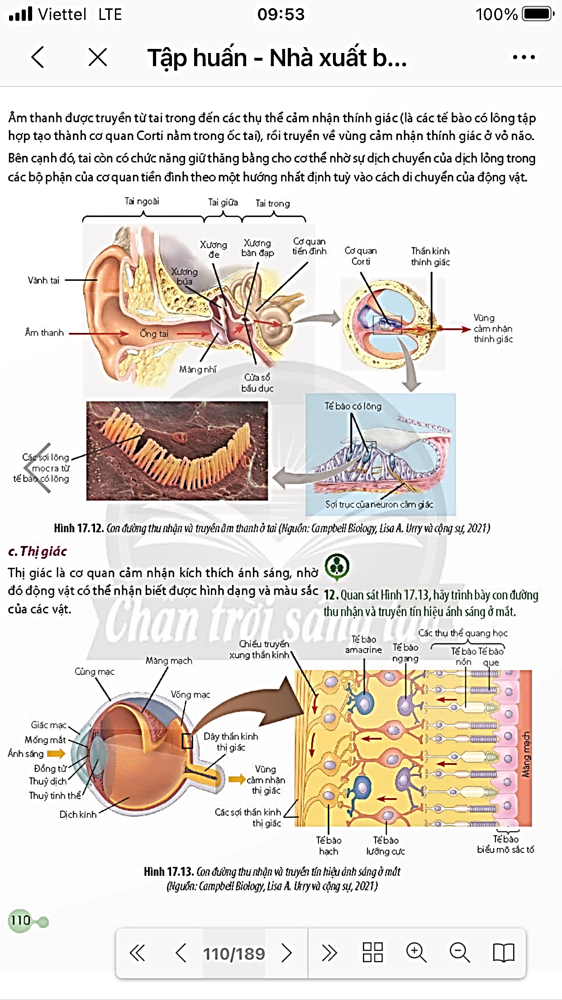 Viettel LTE 09:53 100%
Tập huấn - Nhà xuất b...
Âm thanh được truyền từ tai trong đến các thụ thể cảm nhận thính giác (là các tế bào có lông tập
hợp tạo thành cơ quan Corti nằm trong ốc tai), rồi truyền về vùng cảm nhận thính giác ở vỏ não.
Bên cạnh đó, tai còn có chức năng giữ thăng bằng cho cơ thể nhờ sự dịch chuyển của dịch lỏng trong
các bộ phận của cơ quan tiền đình theo một hướng nhất định tuỳ vào cách di chuyển của động vật.
Tai ngoài
Tai giữa
Tai trong
Xương
đe
Xương
bàn đạp
Cơ quan
tiền đình
Cơ quan
Corti
Thần kinh
thính giác
Xương
búa
Vành tai
Âm thanh
Ống tai
Vùng
cảm nhận
thính giác
Màng nhĩ
Cửa sổ
bầu dục
Tế bào có lông
Các sợi lông
mọc ra từ
tế bào có lông
Sợi trục của neuron cảm giác
Hình 17.12. Con đường thu nhận và truyền âm thanh ở tai (Nguồn: Campbell Biology, Lisa A. Urry và cộng sự, 2021)
c. Thị giác
Thị giác là cơ quan cảm nhận kích thích ánh sáng, nhờ
đó động vật có thể nhận biết được hình dạng và màu sắc
của các vật.
12. Quan sát Hình 17.13, hãy trình bày con đường
thu nhận và truyền tín hiệu ánh sáng ở mắt.
Chân trời sáng tạo
Chiều truyền
xung thần kinh
Tế bào
amacrine
Tế bào
ngang
Các thụ thể quang học
Tế bào
nón
Tế bào
que
Củng mạc
Màng mạch
Võng mạc
Giác mạc
Mống mắt
Ánh sáng
Đồng tử
Thuỷ dịch
Thuỷ tinh thể
Dịch kính
Dây thần kinh
thị giác
Vùng
cảm nhận
thị giác
Các sợi thần kinh
thị giác
Màng mạch
Tế bào
hạch
Tế bào
lưỡng cực
Tế bào
biểu mô sắc tố
Hình 17.13. Con đường thu nhận và truyền tín hiệu ánh sáng ở mắt
(Nguồn: Campbell Biology, Lisa A. Urry và cộng sự, 2021)
110
110/189